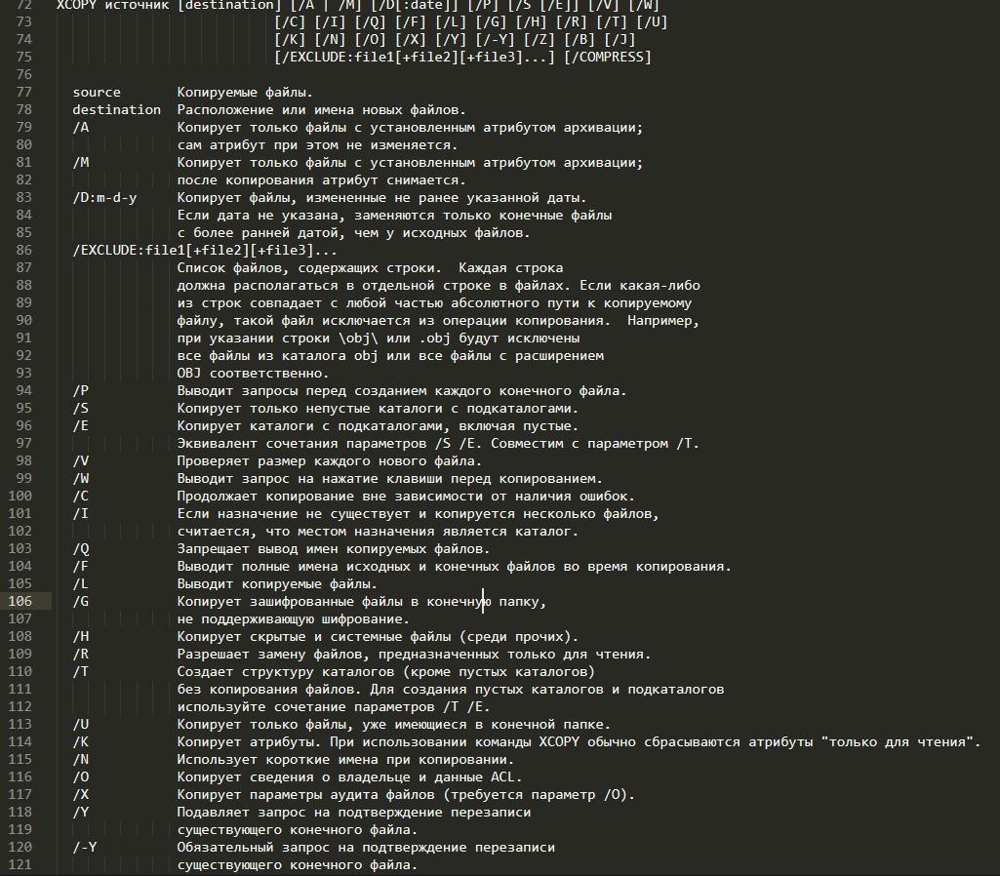 72 XCOPY источник [destination] [/A | /M] [/D[:date]] [/P] [/S [/E]] [/V] [/W]
73 [/C] [/I] [/Q] [/F] [/L] [/G] [/H] [/R] [/T] [/U]
74 [/K] [/N] [/O] [/X] [/Y] [/-Y] [/Z] [/B] [/J]
75 [/EXCLUDE:file1[+file2][+file3]...] [/COMPRESS]
76
77 source Копируемые файлы.
78 destination Расположение или имена новых файлов.
79 /A Копирует только файлы с установленным атрибутом архивации;
80 сам атрибут при этом не изменяется.
81 /M Копирует только файлы с установленным атрибутом архивации;
82 после копирования атрибут снимается.
83 /D:m-d-y Копирует файлы, измененные не ранее указанной даты.
84 Если дата не указана, заменяются только конечные файлы
85 с более ранней датой, чем у исходных файлов.
86 /EXCLUDE:file1[+file2][+file3]...
87 Список файлов, содержащих строки.  Каждая строка
88 должна располагаться в отдельной строке в файлах. Если какая-либо
89 из строк совпадает с любой частью абсолютного пути к копируемому
90 файлу, такой файл исключается из операции копирования.  Например,
91 при указании строки \obj\ или .obj будут исключены
92 все файлы из каталога obj или все файлы с расширением
93 OBJ соответственно.
94 /P Выводит запросы перед созданием каждого конечного файла.
95 /S Копирует только непустые каталоги с подкаталогами.
96 /E Копирует каталоги с подкаталогами, включая пустые.
97 Эквивалент сочетания параметров /S /E. Совместим с параметром /T.
98 /V Проверяет размер каждого нового файла.
99 /W Выводит запрос на нажатие клавиши перед копированием.
100 /C Продолжает копирование вне зависимости от наличия ошибок.
101 /I Если назначение не существует и копируется несколько файлов,
102 считается, что местом назначения является каталог.
103 /Q Запрещает вывод имен копируемых файлов.
104 /F Выводит полные имена исходных и конечных файлов во время копирования.
105 /L Выводит копируемые файлы.
106 /G Копирует зашифрованные файлы в конечную папку,
107 не поддерживающую шифрование.
108 /H Копирует скрытые и системные файлы (среди прочих).
109 /R Разрешает замену файлов, предназначенных только для чтения.
110 /T Создает структуру каталогов (кроме пустых каталогов)
111 без копирования файлов. Для создания пустых каталогов и подкаталогов
112 используйте сочетание параметров /T /E.
113 /U Копирует только файлы, уже имеющиеся в конечной папке.
114 /K Копирует атрибуты. При использовании команды XCOPY обычно сбрасываются атрибуты "только для чтения".
115 /N Использует короткие имена при копировании.
116 /O Копирует сведения о владельце и данные ACL.
117 /X Копирует параметры аудита файлов (требуется параметр /O).
118 /Y Подавляет запрос на подтверждение перезаписи
119 существующего конечного файла.
120 /-Y Обязательный запрос на подтверждение перезаписи
121 существующего конечного файла.